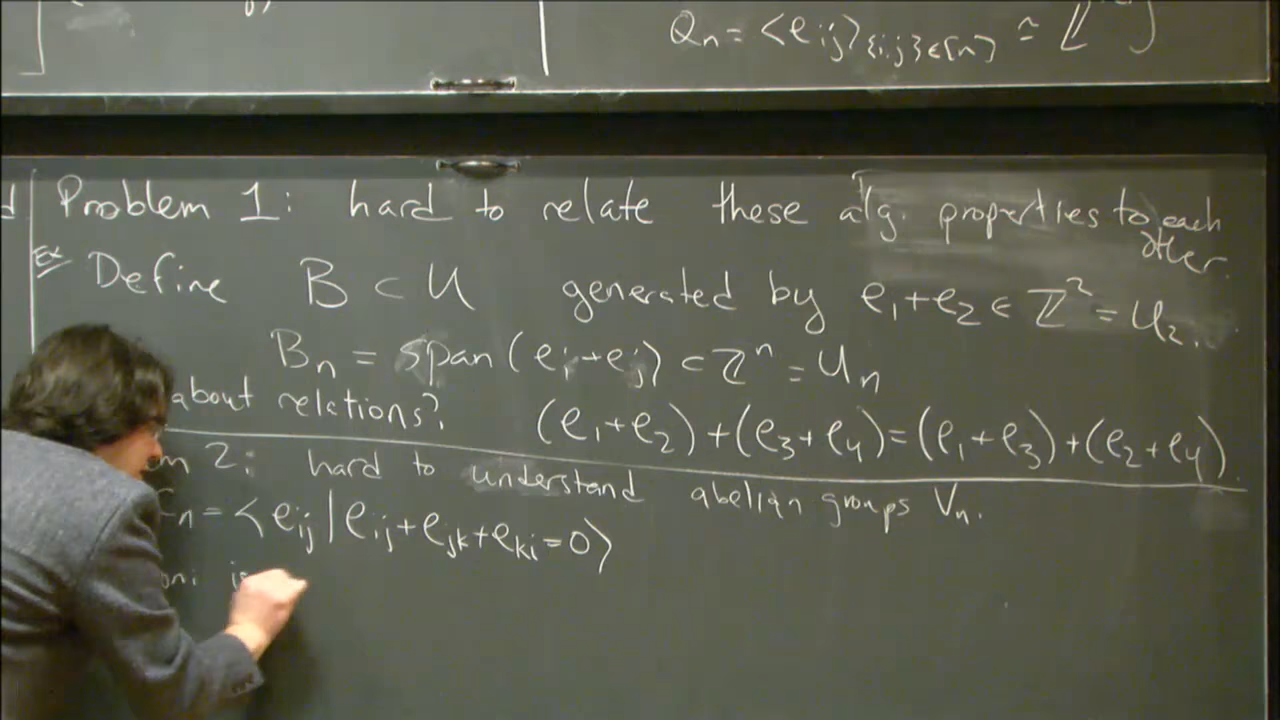 Qₙ = ⟨eᵢⱼ⟩_{{i,j}∈[n]} ≃ ℤ
d
Problem 1: hard to relate these alg. properties to each other.
Ex Define B ⊂ U generated by e₁+e₂ ∈ ℤ² = U₂.
Bₙ = span(eᵢ+eⱼ) ⊂ ℤⁿ = Uₙ
about relations? (e₁+e₂)+(e₃+e₄)=(e₁+e₃)+(e₂+e₄).
2: hard to understand abelian groups Vₙ.
ₙ = ⟨eᵢⱼ | eᵢⱼ+eⱼₖ+eₖᵢ=0⟩